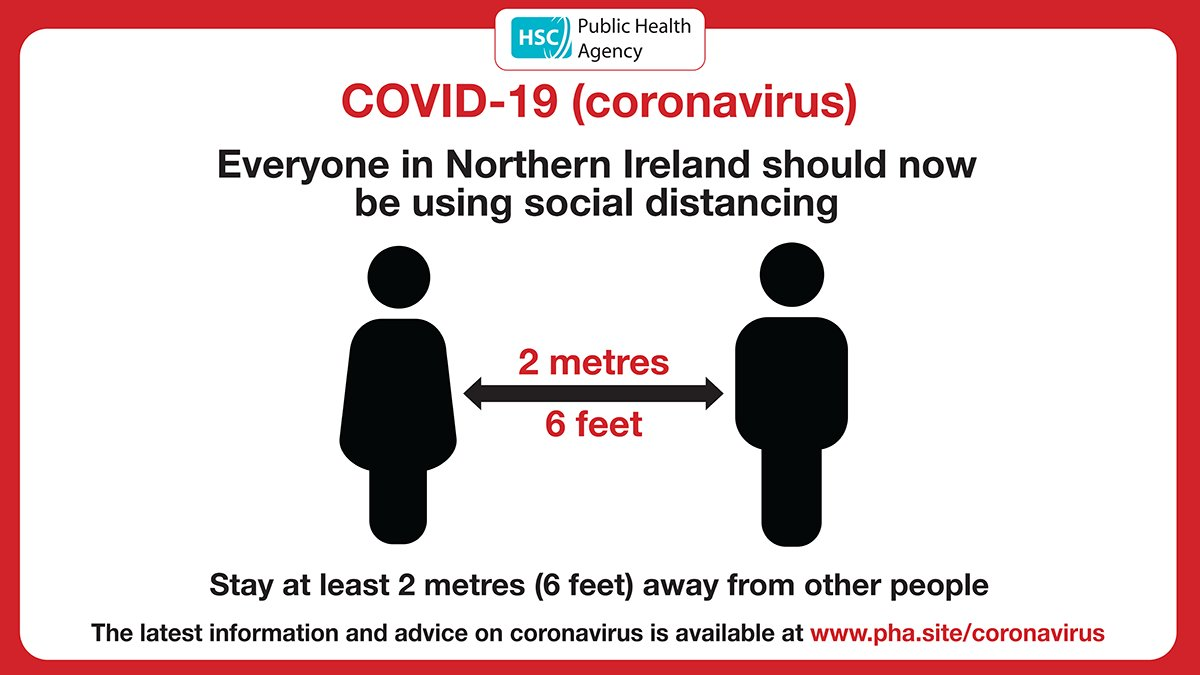 HSC Public Health
Agency
COVID-19 (coronavirus)
Everyone in Northern Ireland should now
be using social distancing
2 metres
6 feet
Stay at least 2 metres (6 feet) away from other people
The latest information and advice on coronavirus is available at www.pha.site/coronavirus